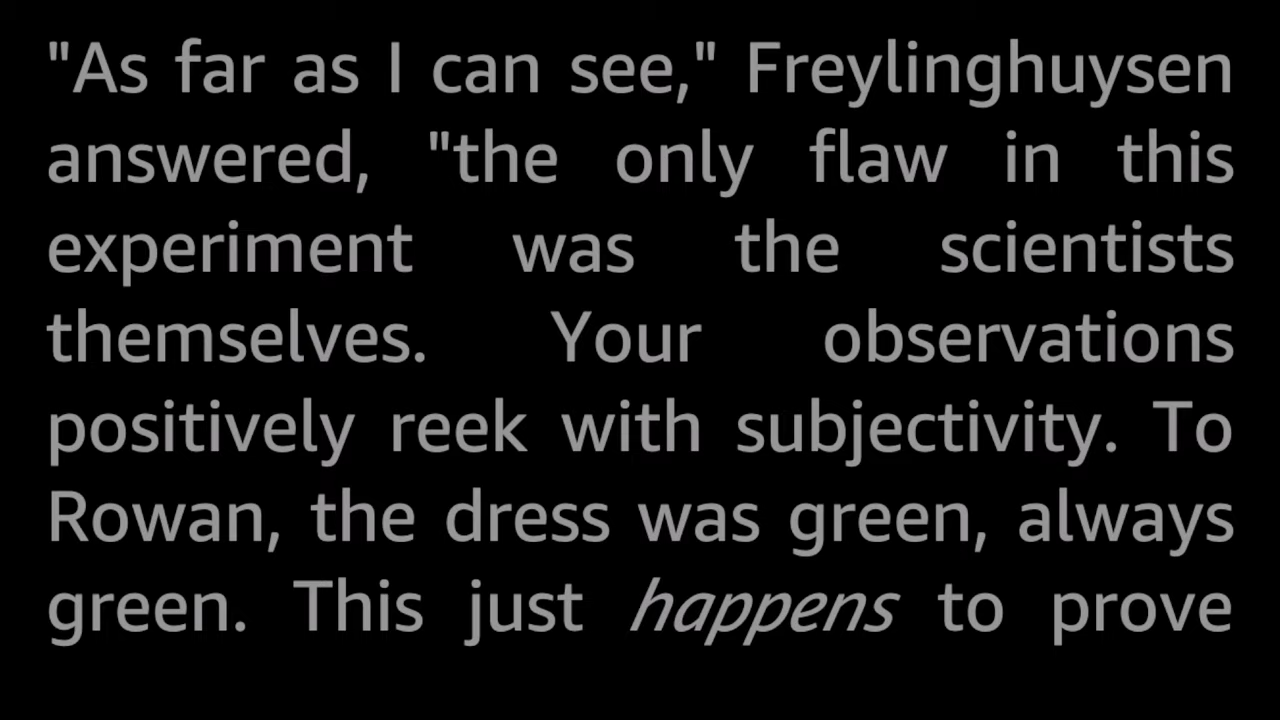 "As far as I can see," Freylinghuysen
answered, "the only flaw in this
experiment was the scientists
themselves. Your observations
positively reek with subjectivity. To
Rowan, the dress was green, always
green. This just happens to prove